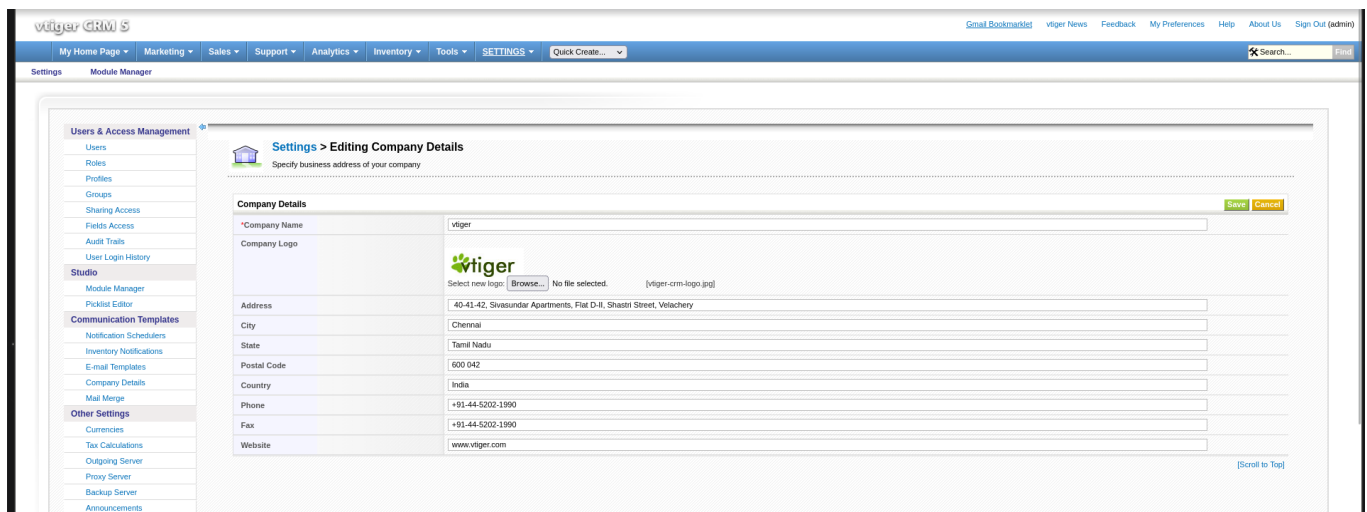 vtiger CRM 5
Gmail Bookmarklet vtiger News Feedback My Preferences Help About Us Sign Out (admin)
My Home Page Marketing Sales Support Analytics Inventory Tools SETTINGS Quick Create... Search... Find
Settings Module Manager
Users & Access Management
Users
Roles
Profiles
Groups
Sharing Access
Fields Access
Audit Trails
User Login History
Studio
Module Manager
Picklist Editor
Communication Templates
Notification Schedulers
Inventory Notifications
E-mail Templates
Company Details
Mail Merge
Other Settings
Currencies
Tax Calculations
Outgoing Server
Proxy Server
Backup Server
Announcements
Settings > Editing Company Details
Specify business address of your company
Company Details Save Cancel
*Company Name vtiger
Company Logo
vtiger
Select new logo: Browse... No file selected. [vtiger-crm-logo.jpg]
Address 40-41-42, Sivasundar Apartments, Flat D-II, Shastri Street, Velachery
City Chennai
State Tamil Nadu
Postal Code 600 042
Country India
Phone +91-44-5202-1990
Fax +91-44-5202-1990
Website www.vtiger.com
[Scroll to Top]